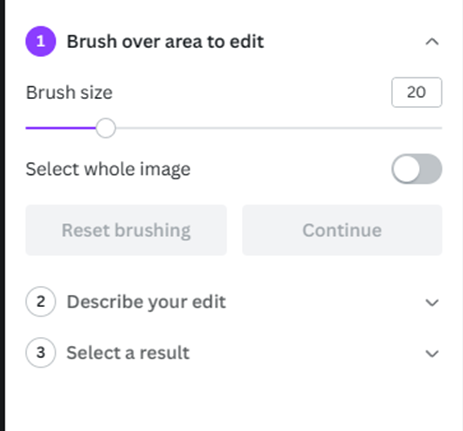 1 Brush over area to edit
Brush size 20
Select whole image
Reset brushing Continue
2 Describe your edit
3 Select a result